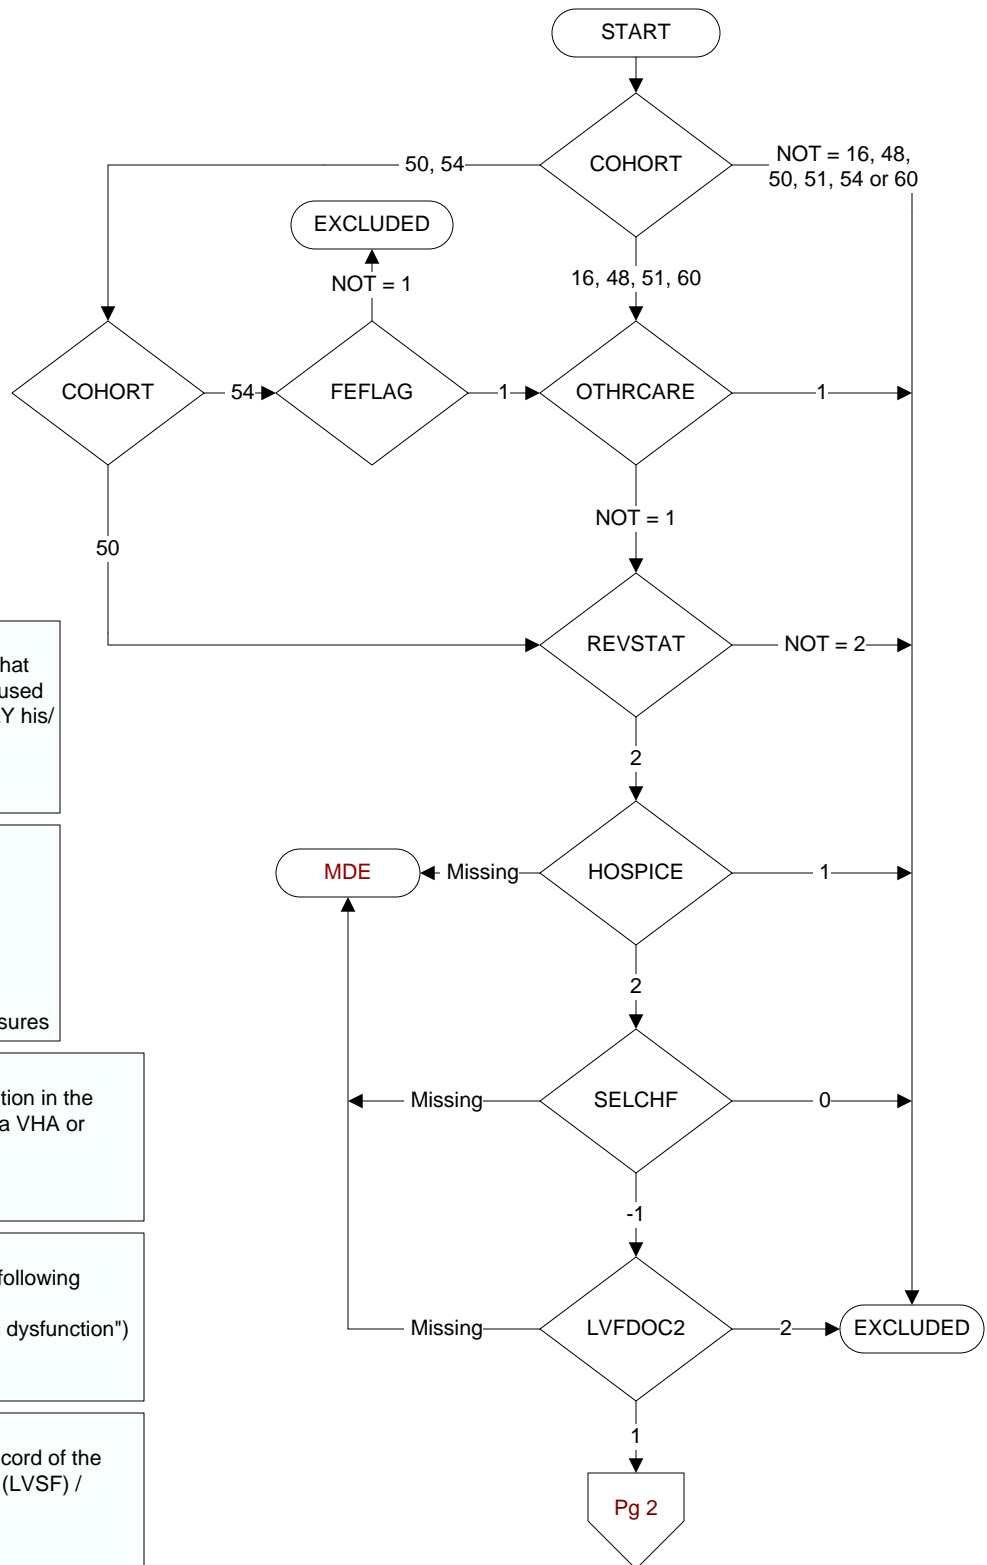 START
COHORT
50, 54
NOT = 16, 48,
50, 51, 54 or 60
EXCLUDED
NOT = 1
16, 48, 51, 60
COHORT
54
FEFLAG
1
OTHRCARE
1
NOT = 1
50
REVSTAT
NOT = 2
2
MDE
Missing
HOSPICE
1
2
Missing
SELCHF
0
-1
Missing
LVFDOC2
2
EXCLUDED
1
Pg 2
hat
used
Y his/
sures
tion in the
a VHA or
following
dysfunction")
cord of the
(LVSF) /